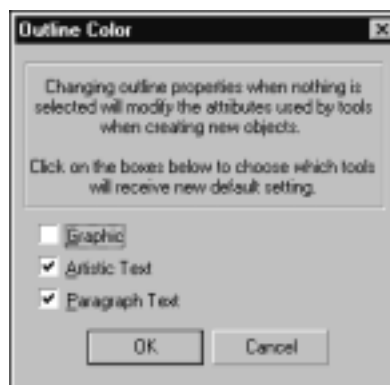 Outline Color
Changing outline properties when nothing is
selected will modify the attributes used by tools
when creating new objects.
Click on the boxes below to choose which tools
will receive new default setting.
Graphic
Artistic Text
Paragraph Text
OK Cancel